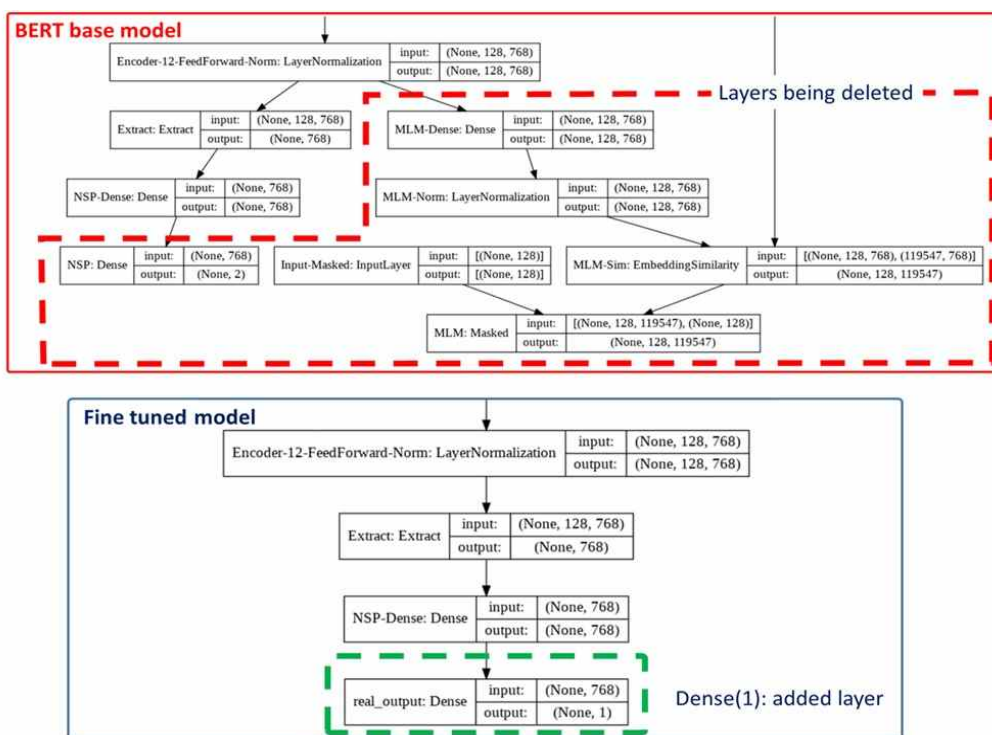 BERT base model
Encoder-12-FeedForward-Norm: LayerNormalization
input: (None, 128, 768)
output: (None, 128, 768)
Layers being deleted
Extract: Extract
input: (None, 128, 768)
output: (None, 768)
MLM-Dense: Dense
input: (None, 128, 768)
output: (None, 128, 768)
NSP-Dense: Dense
input: (None, 768)
output: (None, 768)
MLM-Norm: LayerNormalization
input: (None, 128, 768)
output: (None, 128, 768)
NSP: Dense
input: (None, 768)
output: (None, 2)
Input-Masked: InputLayer
input: [(None, 128)]
output: [(None, 128)]
MLM-Sim: EmbeddingSimilarity
input: [(None, 128, 768), (119547, 768)]
output: (None, 128, 119547)
MLM: Masked
input: [(None, 128, 119547), (None, 128)]
output: (None, 128, 119547)
Fine tuned model
Encoder-12-FeedForward-Norm: LayerNormalization
input: (None, 128, 768)
output: (None, 128, 768)
Extract: Extract
input: (None, 128, 768)
output: (None, 768)
NSP-Dense: Dense
input: (None, 768)
output: (None, 768)
real_output: Dense
input: (None, 768)
output: (None, 1)
Dense(1): added layer